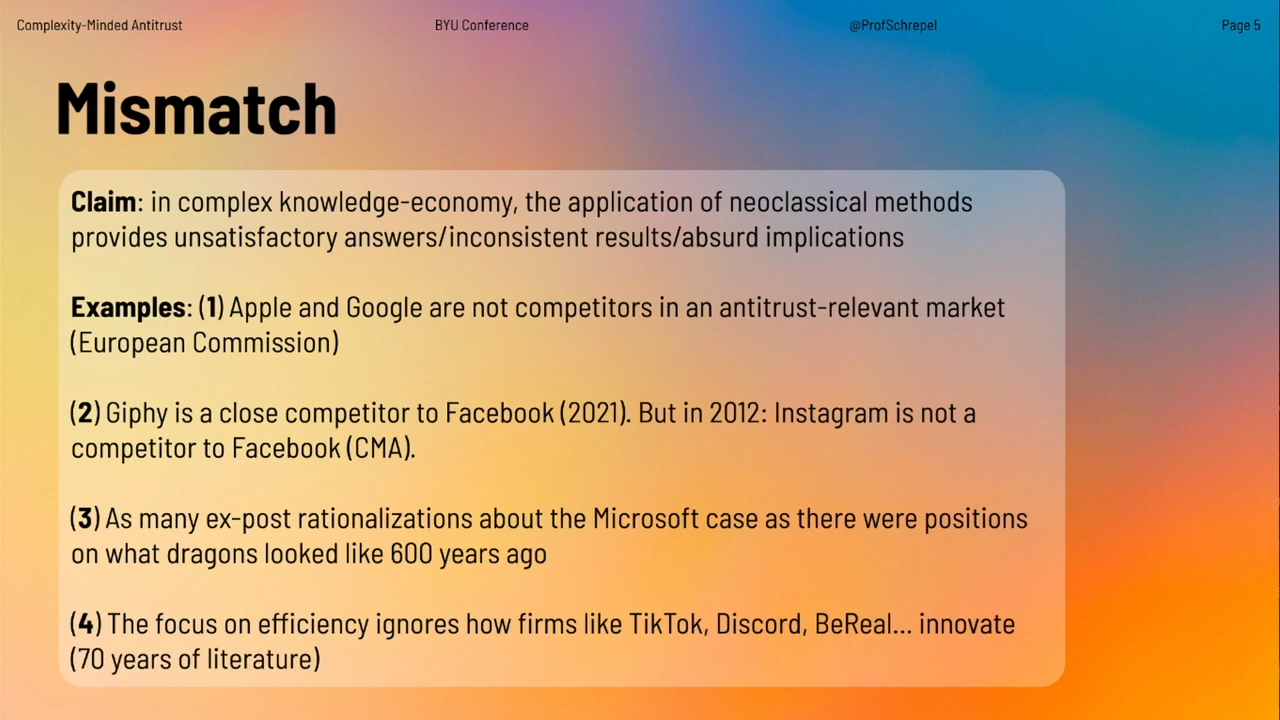 Complexity-Minded Antitrust
BYU Conference
@ProfSchrepel
Page 5
Mismatch
Claim: in complex knowledge-economy, the application of neoclassical methods
provides unsatisfactory answers/inconsistent results/absurd implications
Examples: (1) Apple and Google are not competitors in an antitrust-relevant market
(European Commission)
(2) Giphy is a close competitor to Facebook (2021). But in 2012: Instagram is not a
competitor to Facebook (CMA).
(3) As many ex-post rationalizations about the Microsoft case as there were positions
on what dragons looked like 600 years ago
(4) The focus on efficiency ignores how firms like TikTok, Discord, BeReal... innovate
(70 years of literature)